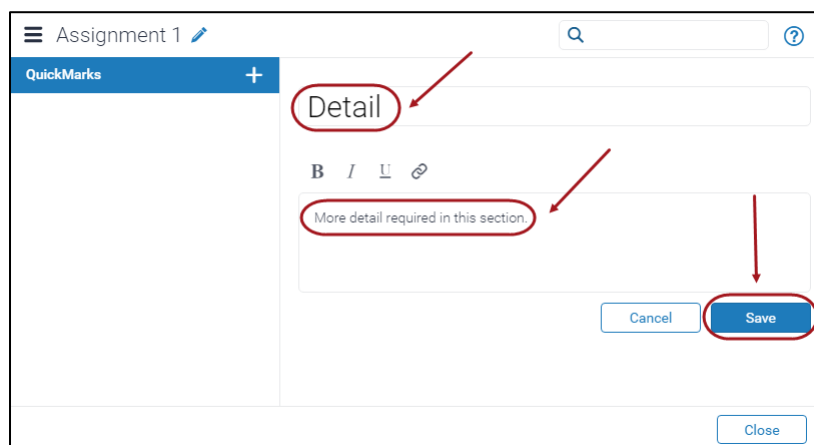 Assignment 1
QuickMarks
Detail
B I U
More detail required in this section.
Cancel Save
Close